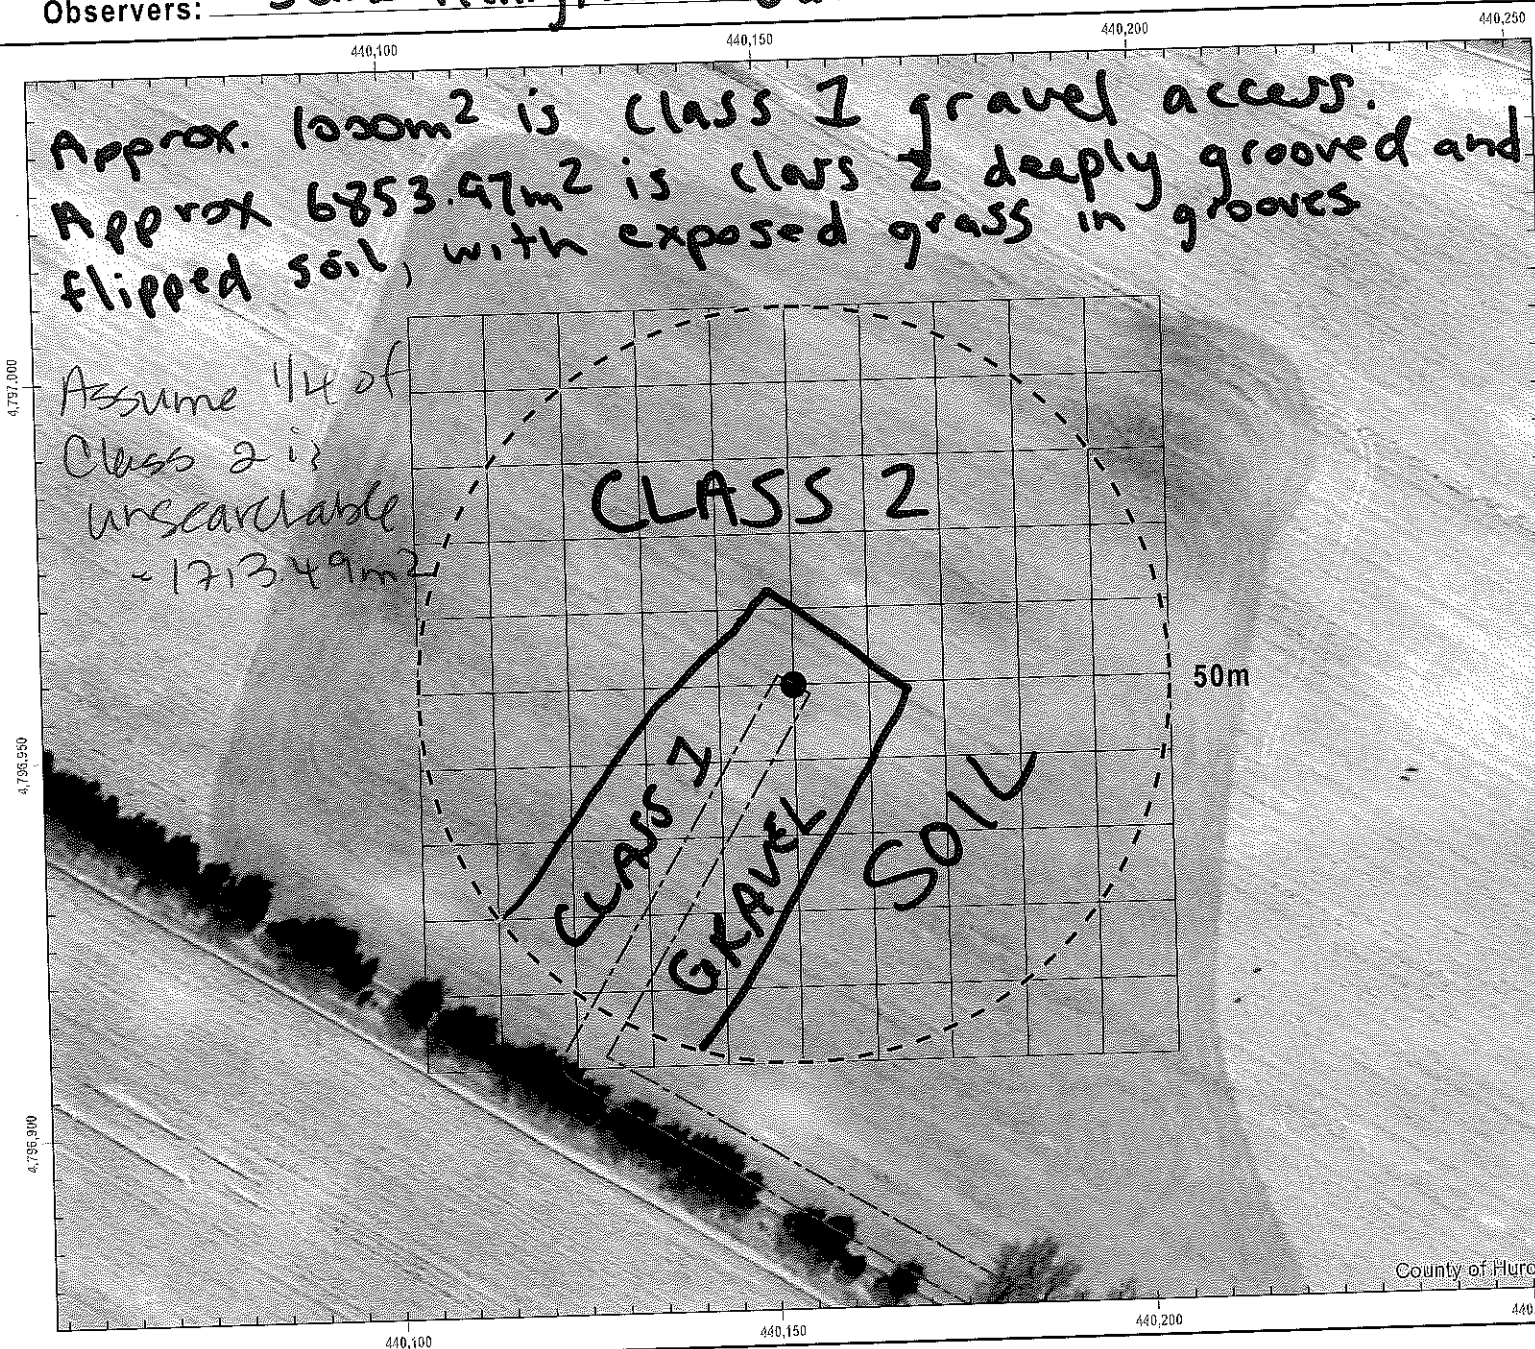 Observers:
440,100 440,150 440,200 440,250
Approx. 1000m² is Class 1 gravel access.
Approx 6853.97m² is class 2 deeply grooved and
flipped soil, with exposed grass in grooves
4,797,000
Assume 1/4 of
Class 2 is
unsearchable
~1713.49m²
CLASS 2
50m
4,796,950
CLASS 1
GRAVEL
SOIL
4,796,900
County of Huro
440,100 440,150 440,200 440